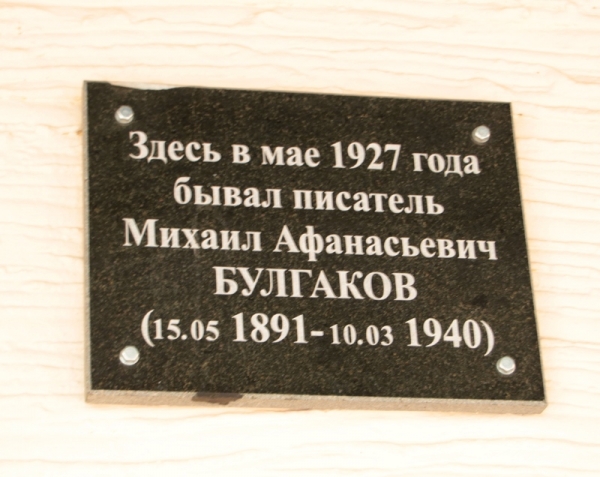 Здесь в мае 1927 года
бывал писатель
Михаил Афанасьевич
БУЛГАКОВ
(15.05 1891- 10.03 1940)